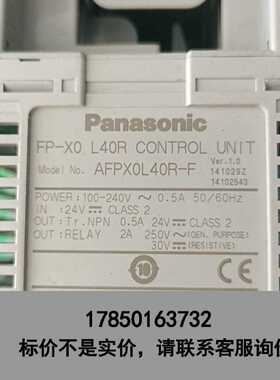 Panasonic
FP-X0 L40R CONTROL UNIT
Model No. AFPX0L40R-F
Ver.1.0
141029Z
14102543
POWER:100-240V ～ 0.5A 50/60Hz
IN :24V ⎓ CLASS 2
OUT:Tr.NPN 0.5A 24V ⎓ CLASS 2
OUT:RELAY 2A 250V～(GEN. PURPOSE)
30V ⎓ (RESISTIVE)
10
17850163732
标价不是实价，请联系客服询价